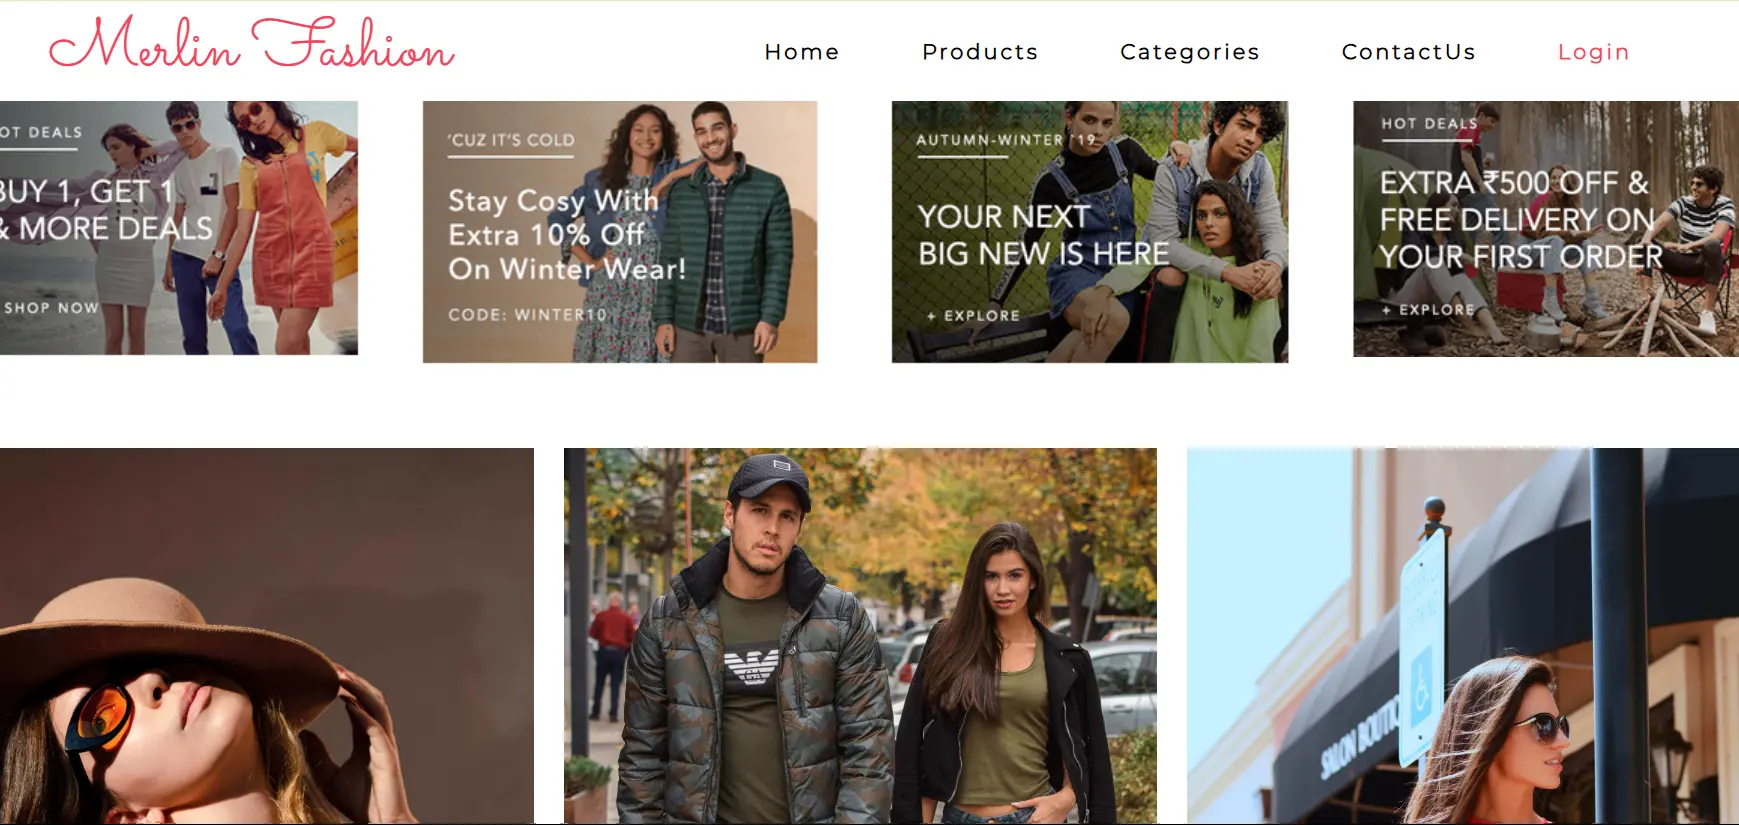 Merlin Fashion
Home
Products
Categories
ContactUs
Login
OT DEALS
BUY 1, GET 1
& MORE DEALS
SHOP NOW
'CUZ IT'S COLD
Stay Cosy With
Extra 10% Off
On Winter Wear!
CODE: WINTER10
AUTUMN-WINTER '19
YOUR NEXT
BIG NEW IS HERE
+ EXPLORE
HOT DEALS
EXTRA ₹500 OFF &
FREE DELIVERY ON
YOUR FIRST ORDER
+ EXPLORE
SALON BOUTIQ